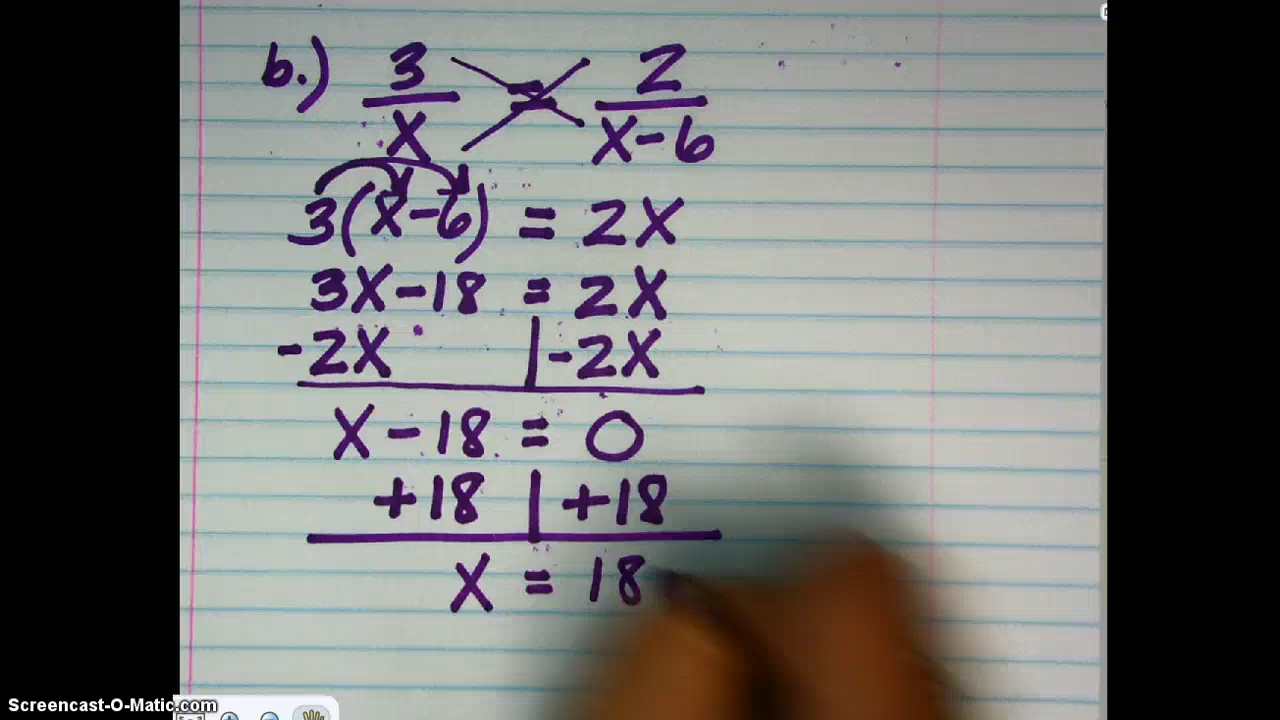 b.) 3/x = 2/(x-6)
3(x-6) = 2x
3x-18 = 2x
-2x | -2x
x-18 = 0
+18 | +18
x = 18
Screencast-O-Matic.com